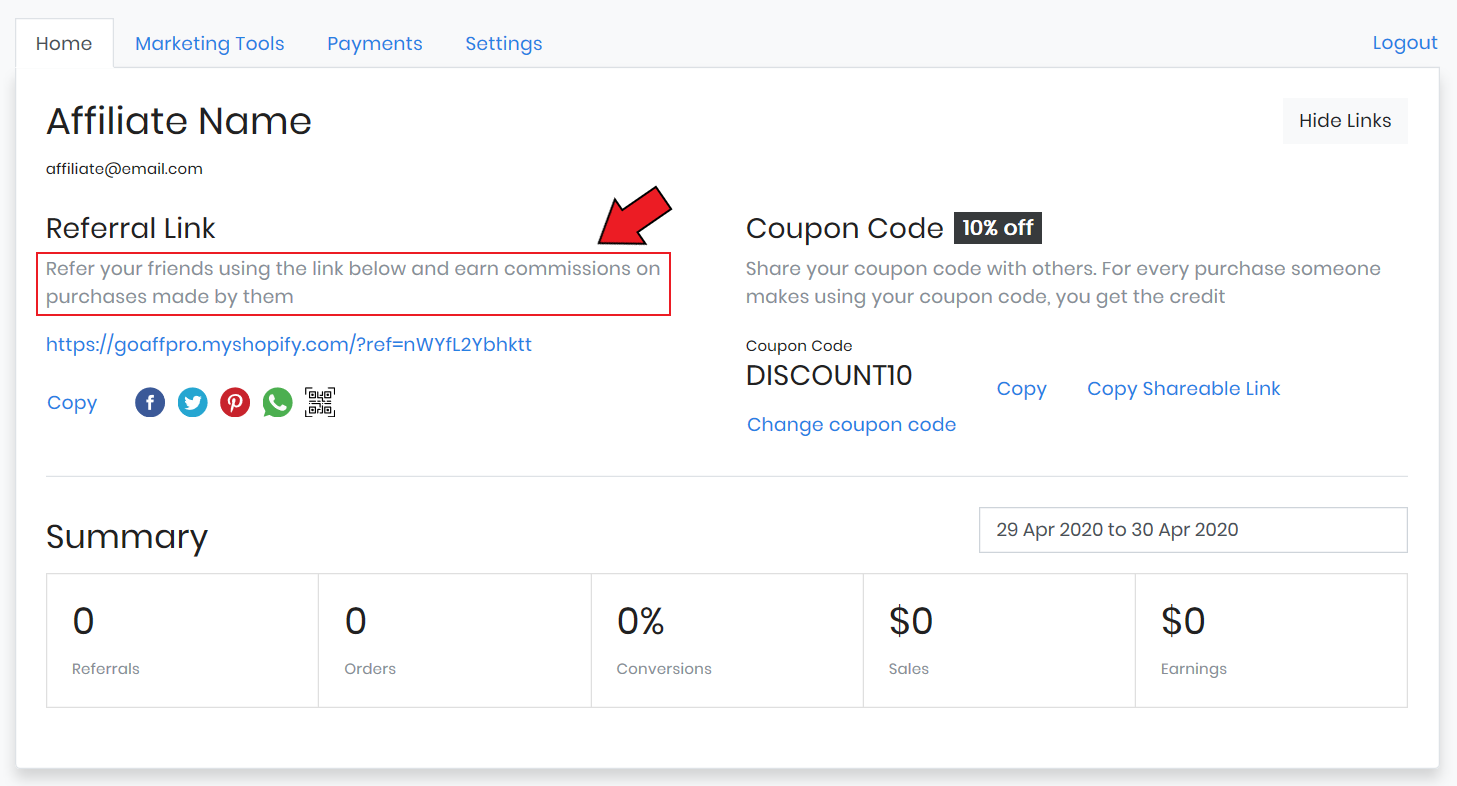 Home
Marketing Tools
Payments
Settings
Logout
Affiliate Name
Hide Links
affiliate@email.com
Referral Link
Refer your friends using the link below and earn commissions on
purchases made by them
https://goaffpro.myshopify.com/?ref=nWYfL2Ybhktt
Copy
Coupon Code 10% off
Share your coupon code with others. For every purchase someone
makes using your coupon code, you get the credit
Coupon Code
DISCOUNT10
Copy
Copy Shareable Link
Change coupon code
Summary
29 Apr 2020 to 30 Apr 2020
0
Referrals
0
Orders
0%
Conversions
$0
Sales
$0
Earnings